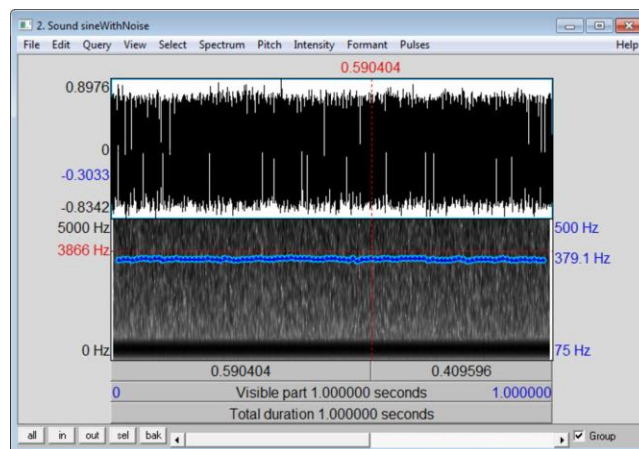 2. Sound sineWithNoise
File Edit Query View Select Spectrum Pitch Intensity Formant Pulses Help
0.590404
0.8976
0
-0.3033
-0.8342
5000 Hz 500 Hz
3866 Hz 379.1 Hz
0 Hz 75 Hz
0.590404 0.409596
0 Visible part 1.000000 seconds 1.000000
Total duration 1.000000 seconds
all in out sel bak Group